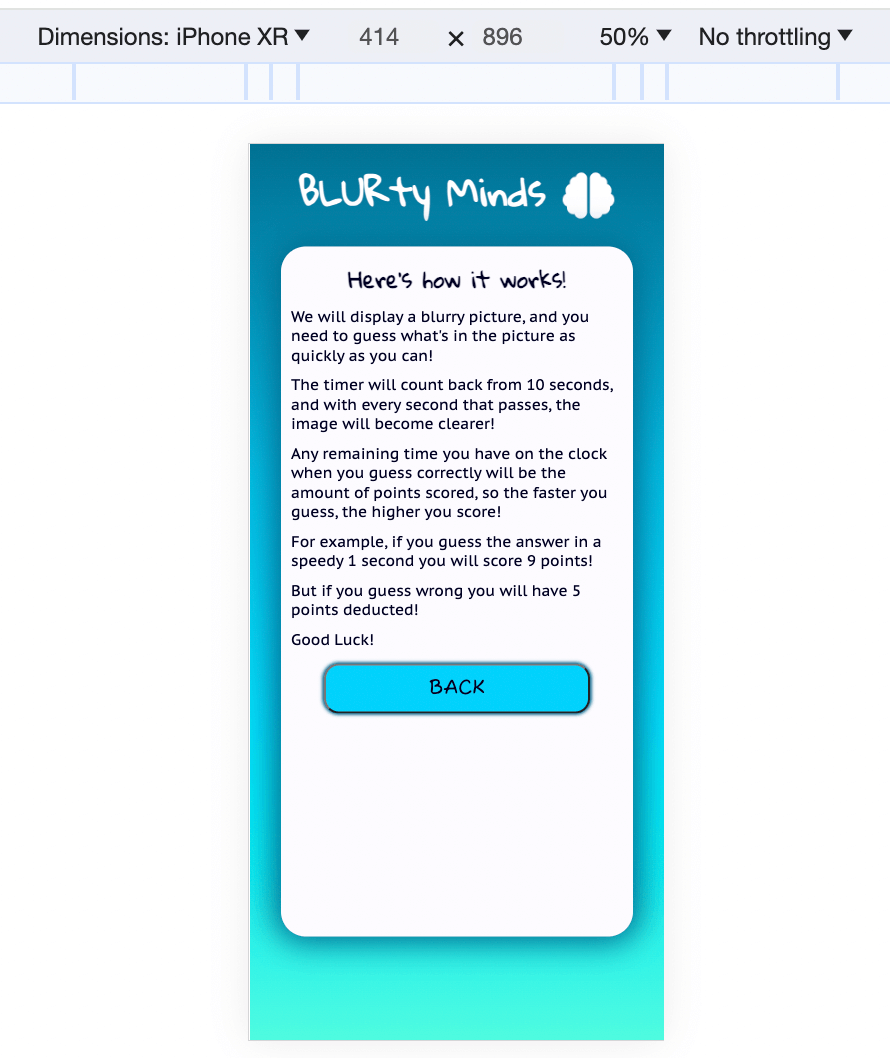 Dimensions: iPhone XR ▼ 414 × 896 50% ▼ No throttling ▼
BLURty Minds
Here's how it works!
We will display a blurry picture, and you
need to guess what's in the picture as
quickly as you can!
The timer will count back from 10 seconds,
and with every second that passes, the
image will become clearer!
Any remaining time you have on the clock
when you guess correctly will be the
amount of points scored, so the faster you
guess, the higher you score!
For example, if you guess the answer in a
speedy 1 second you will score 9 points!
But if you guess wrong you will have 5
points deducted!
Good Luck!
BACK